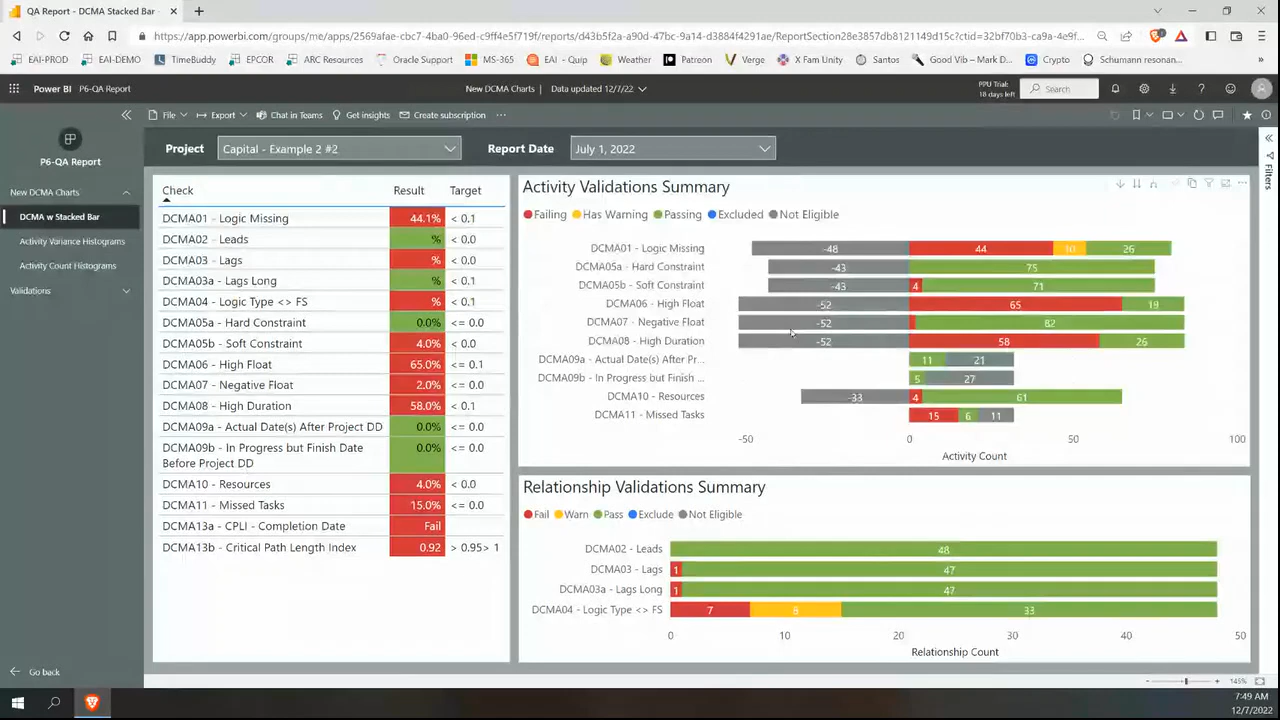 QA Report - DCMA Stacked Bar -
https://app.powerbi.com/groups/me/apps/2569afae-cbc7-4ba0-96ed-c9ff4e5f719f/reports/d43b5f2a-a90d-47bc-9a14-d3884f4291ae/ReportSection28e3857db8121149d15c?ctid=32bf70b3-ca9a-4e9f...
EAI-PROD EAI-DEMO TimeBuddy EPCOR ARC Resources Oracle Support MS-365 EAI - Quip Weather Patreon Verge X Fam Unity Santos Good Vib – Mark D... Crypto Schumann resonan...
Power BI P6-QA Report New DCMA Charts | Data updated 12/7/22 PPU Trial: 18 days left Search
File Export Chat in Teams Get insights Create subscription ...
P6-QA Report
New DCMA Charts
DCMA w Stacked Bar
Activity Variance Histograms
Activity Count Histograms
Validations
Go back
Project Capital - Example 2 #2 Report Date July 1, 2022
Filters
Check Result Target
DCMA01 - Logic Missing 44.1% < 0.1
DCMA02 - Leads % < 0.0
DCMA03 - Lags % < 0.0
DCMA03a - Lags Long % < 0.1
DCMA04 - Logic Type <> FS % < 0.1
DCMA05a - Hard Constraint 0.0% <= 0.0
DCMA05b - Soft Constraint 4.0% < 0.0
DCMA06 - High Float 65.0% <= 0.1
DCMA07 - Negative Float 2.0% <= 0.0
DCMA08 - High Duration 58.0% < 0.1
DCMA09a - Actual Date(s) After Project DD 0.0% <= 0.0
DCMA09b - In Progress but Finish Date 0.0% <= 0.0
Before Project DD
DCMA10 - Resources 4.0% < 0.0
DCMA11 - Missed Tasks 15.0% <= 0.0
DCMA13a - CPLI - Completion Date Fail
DCMA13b - Critical Path Length Index 0.92 > 0.95> 1
Activity Validations Summary
Failing Has Warning Passing Excluded Not Eligible
DCMA01 - Logic Missing -48 44 10 26
DCMA05a - Hard Constraint -43 75
DCMA05b - Soft Constraint -43 4 71
DCMA06 - High Float -52 65 19
DCMA07 - Negative Float -52 82
DCMA08 - High Duration -52 58 26
DCMA09a - Actual Date(s) After Pr... 11 21
DCMA09b - In Progress but Finish ... 5 27
DCMA10 - Resources -33 4 61
DCMA11 - Missed Tasks 15 6 11
-50 0 50 100
Activity Count
Relationship Validations Summary
Fail Warn Pass Exclude Not Eligible
DCMA02 - Leads 48
DCMA03 - Lags 1 47
DCMA03a - Lags Long 1 47
DCMA04 - Logic Type <> FS 7 8 33
0 10 20 30 40 50
Relationship Count
145%
7:49 AM
12/7/2022